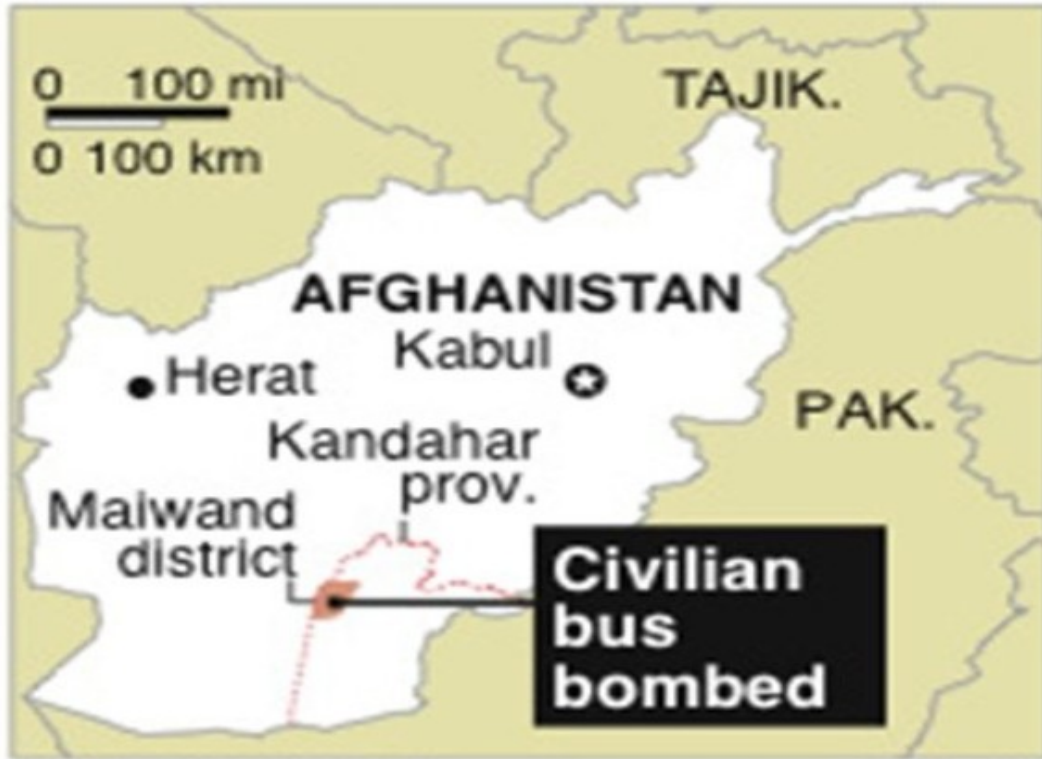 0 100 mi
0 100 km
TAJIK.
AFGHANISTAN
Kabul
Herat
PAK.
Kandahar
prov.
Maiwand
district
Civilian
bus
bombed